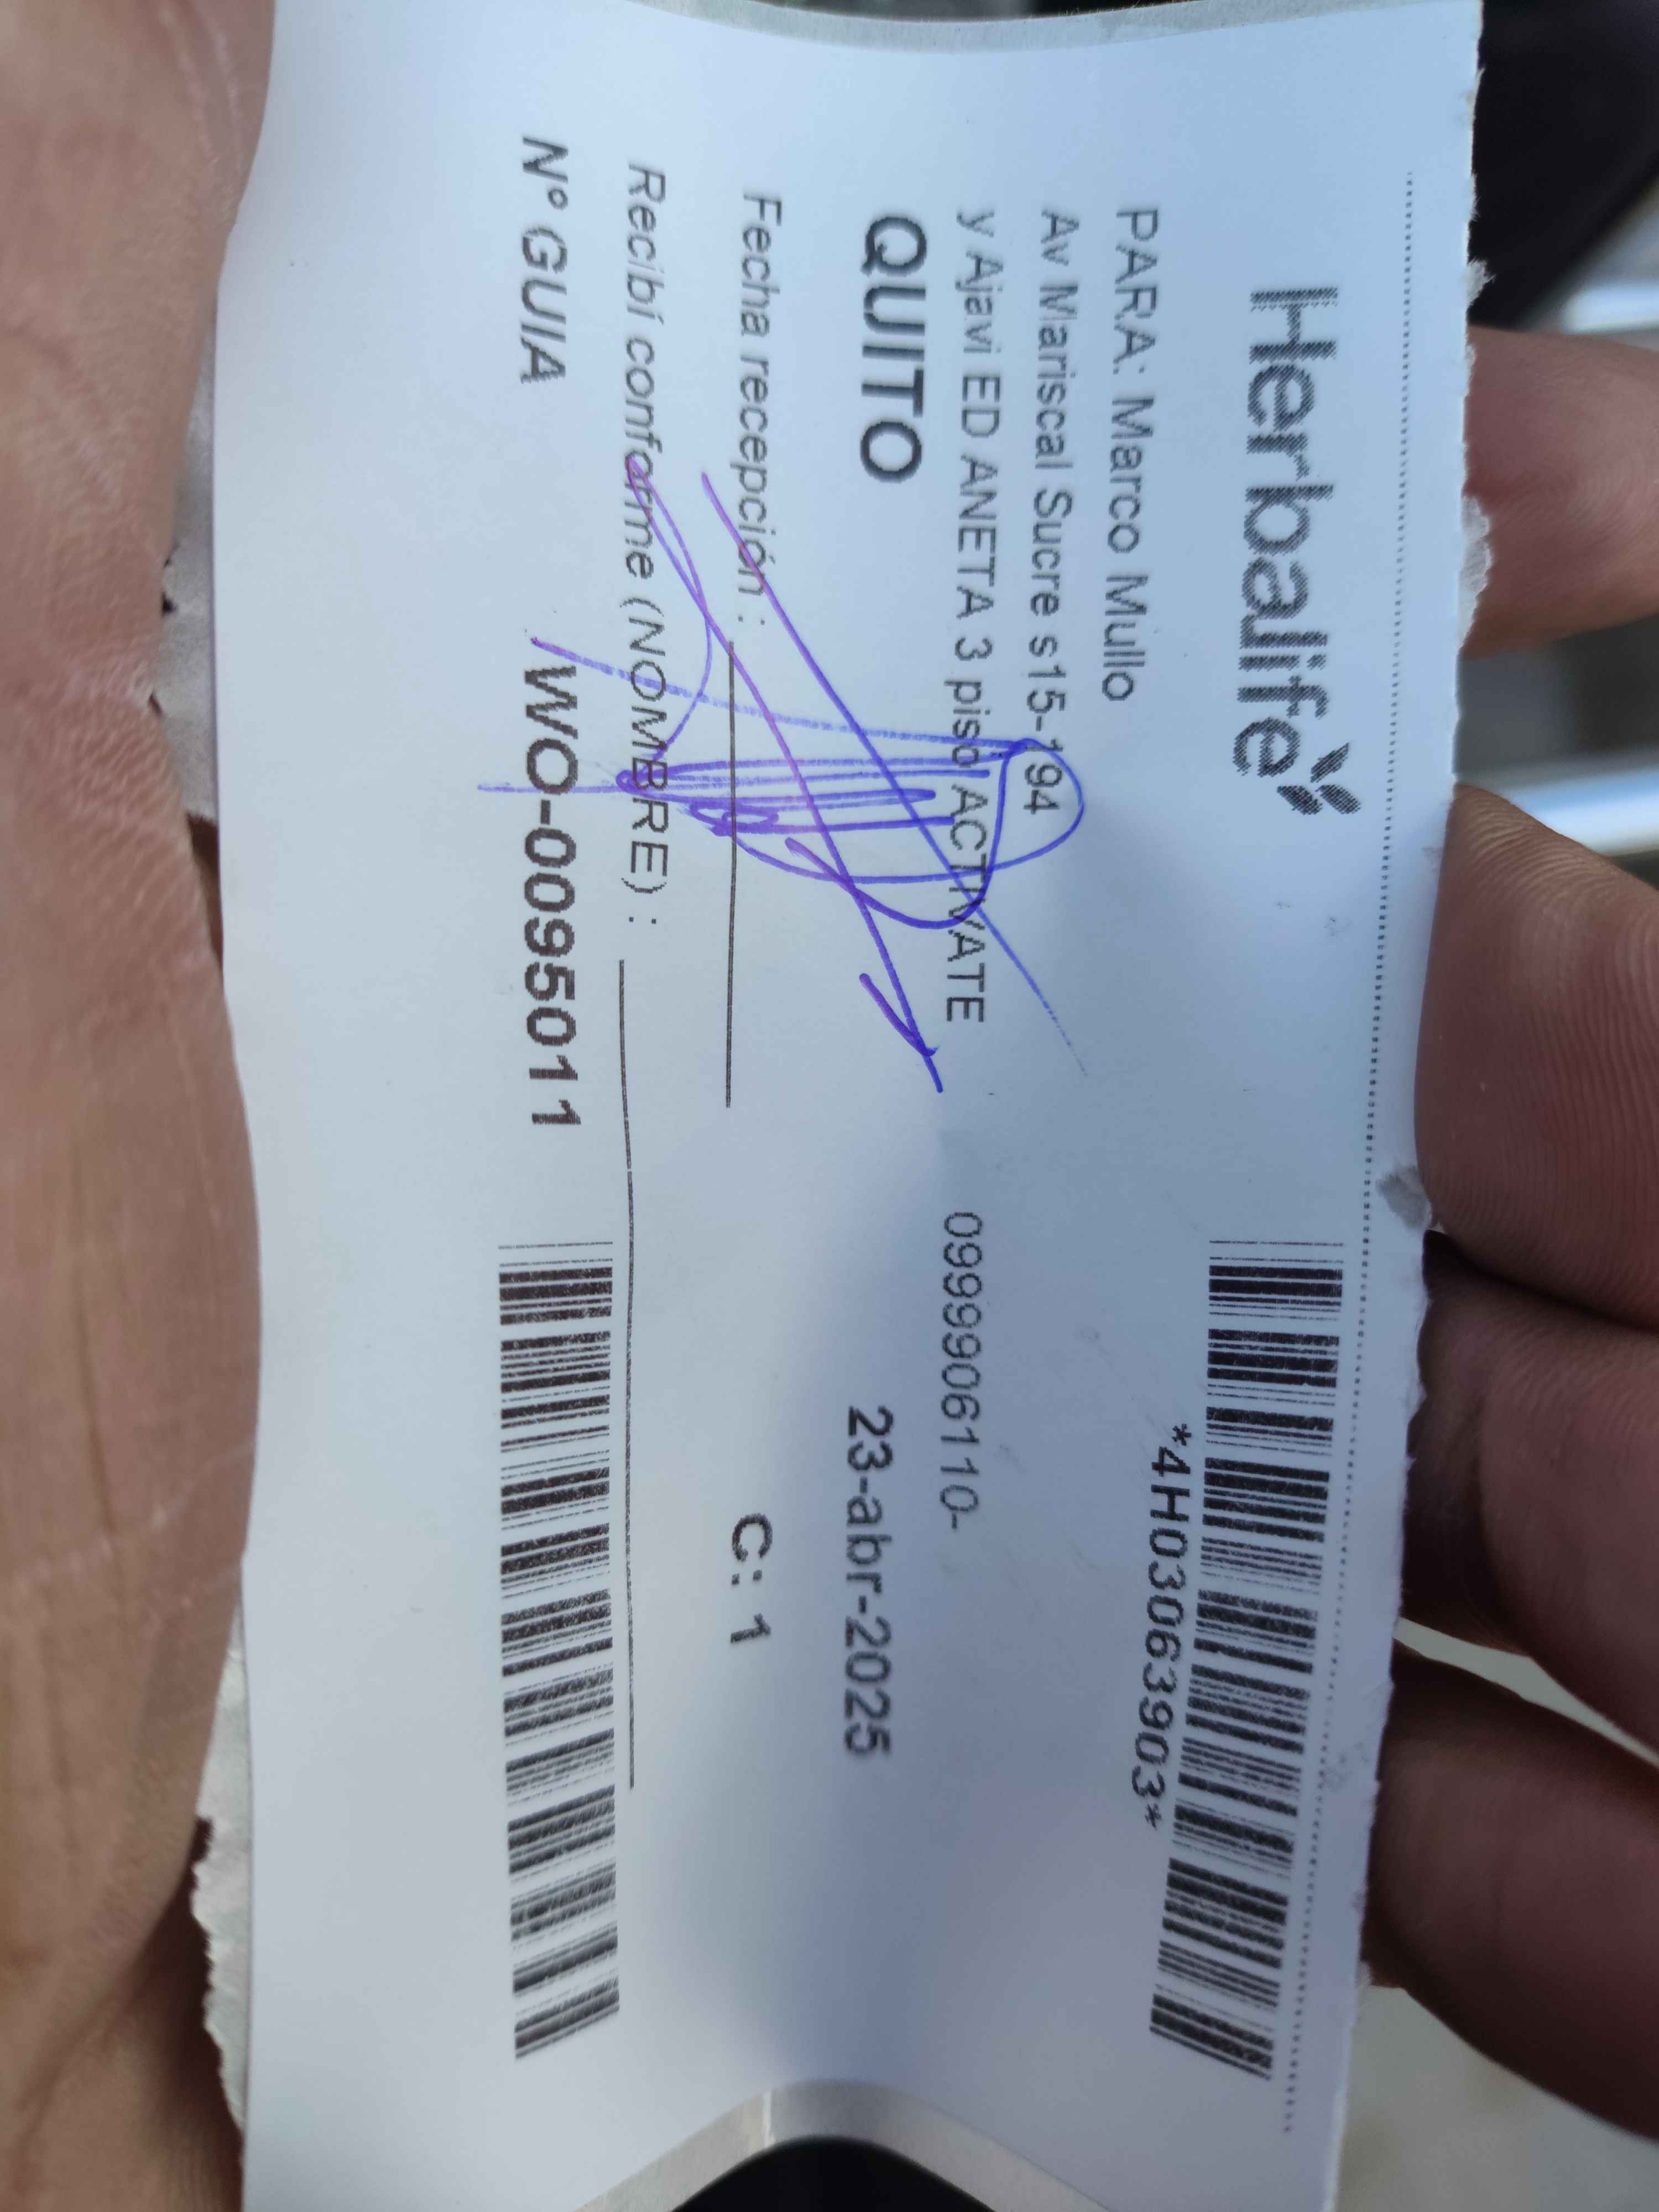 Herbalife
*4H03063903*
PARA: Marco Mullo
Av Mariscal Sucre s15-194
y Ajavi ED ANETA 3 piso ACTIVATE
0999906110-
QUITO
23-abr-2025
Fecha recepción :
C: 1
Recibí conforme (NOMBRE) :
Nº GUIA
WO-0095011